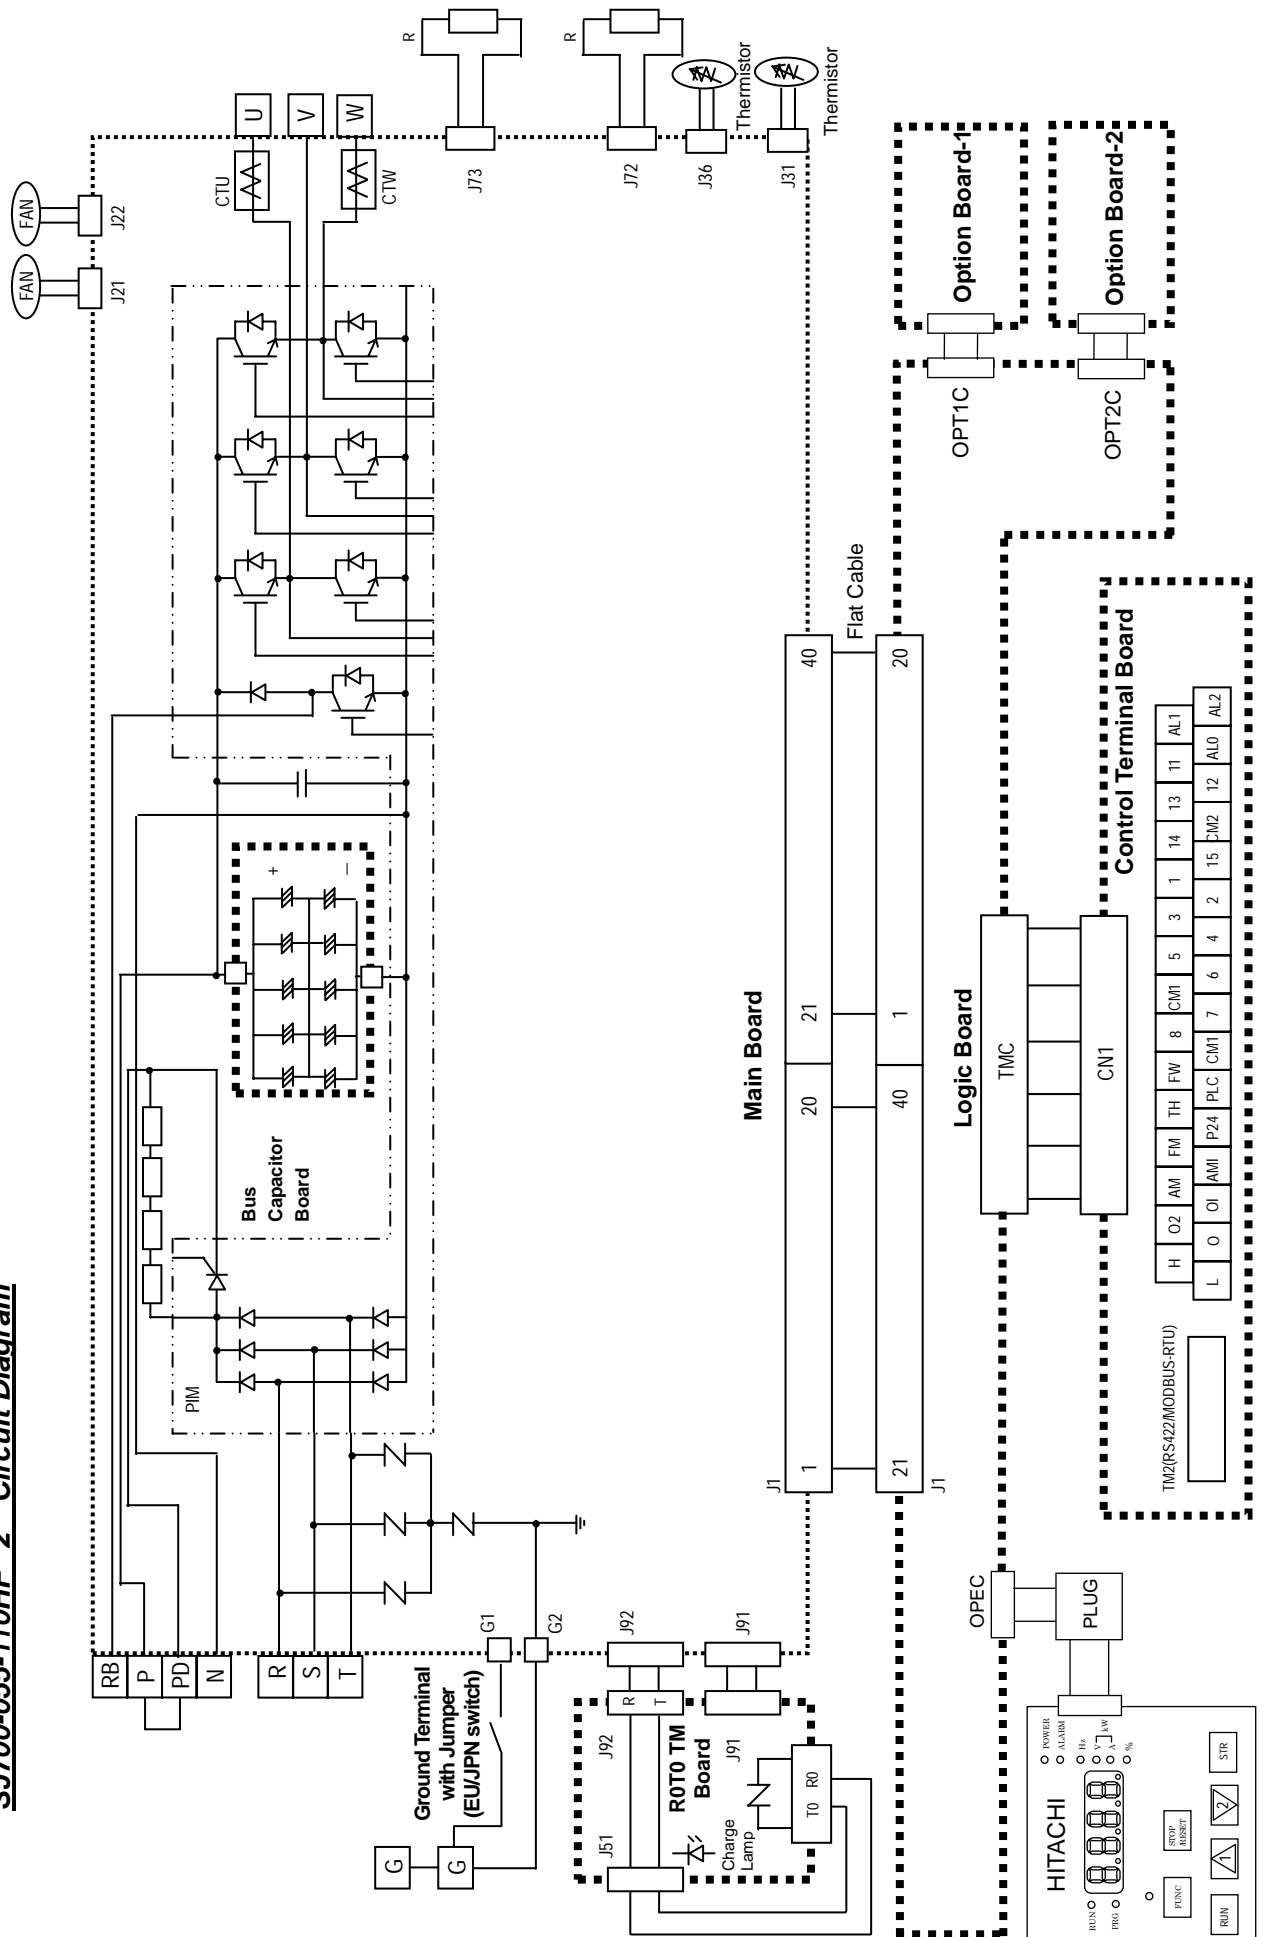 Circuit Diagram
FAN
FAN
J21
J22
RB
P
PD
N
R
S
T
PIM
Bus
Capacitor
Board
+
−
CTU
CTW
U
V
W
R
J73
R
J72
J36
Thermistor
J31
Thermistor
Ground Terminal
with Jumper
(EU/JPN switch)
G
G
G1
G2
J92
J91
J92
R
T
J91
J51
R0T0 TM
Board
Charge
Lamp
T0 R0
Main Board
J1
1
20
21
40
Flat Cable
21
40
1
20
J1
Option Board-1
OPT1C
Option Board-2
OPT2C
Logic Board
TMC
CN1
Control Terminal Board
H O2 AM FM TH FW 8 CM1 5 3 1 14 13 11 AL1
L O OI AMI P24 PLC CM1 7 6 4 2 15 CM2 12 AL0 AL2
TM2(RS422/MODBUS-RTU)
OPEC
PLUG
HITACHI
POWER
ALARM
Hz
V
kW
A
%
RUN
PRG
8888
FUNC
STOP
/RESET
RUN
1
2
STR